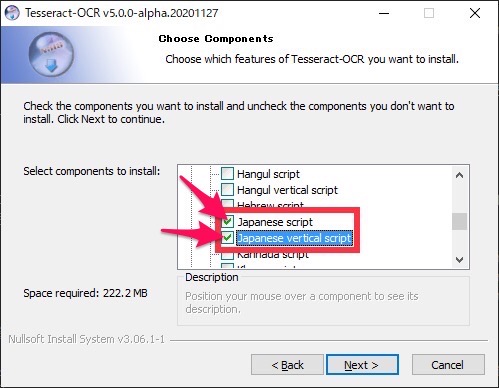 Tesseract-OCR v5.0.0-alpha.20201127
Choose Components
Choose which features of Tesseract-OCR you want to install.
Check the components you want to install and uncheck the components you don't want to
install. Click Next to continue.
Select components to install:
Hangul script
Hangul vertical script
Hebrew script
Japanese script
Japanese vertical script
Kannada script
Space required: 222.2 MB
Description
Position your mouse over a component to see its
description.
Nullsoft Install System v3.06.1-1
< Back
Next >
Cancel